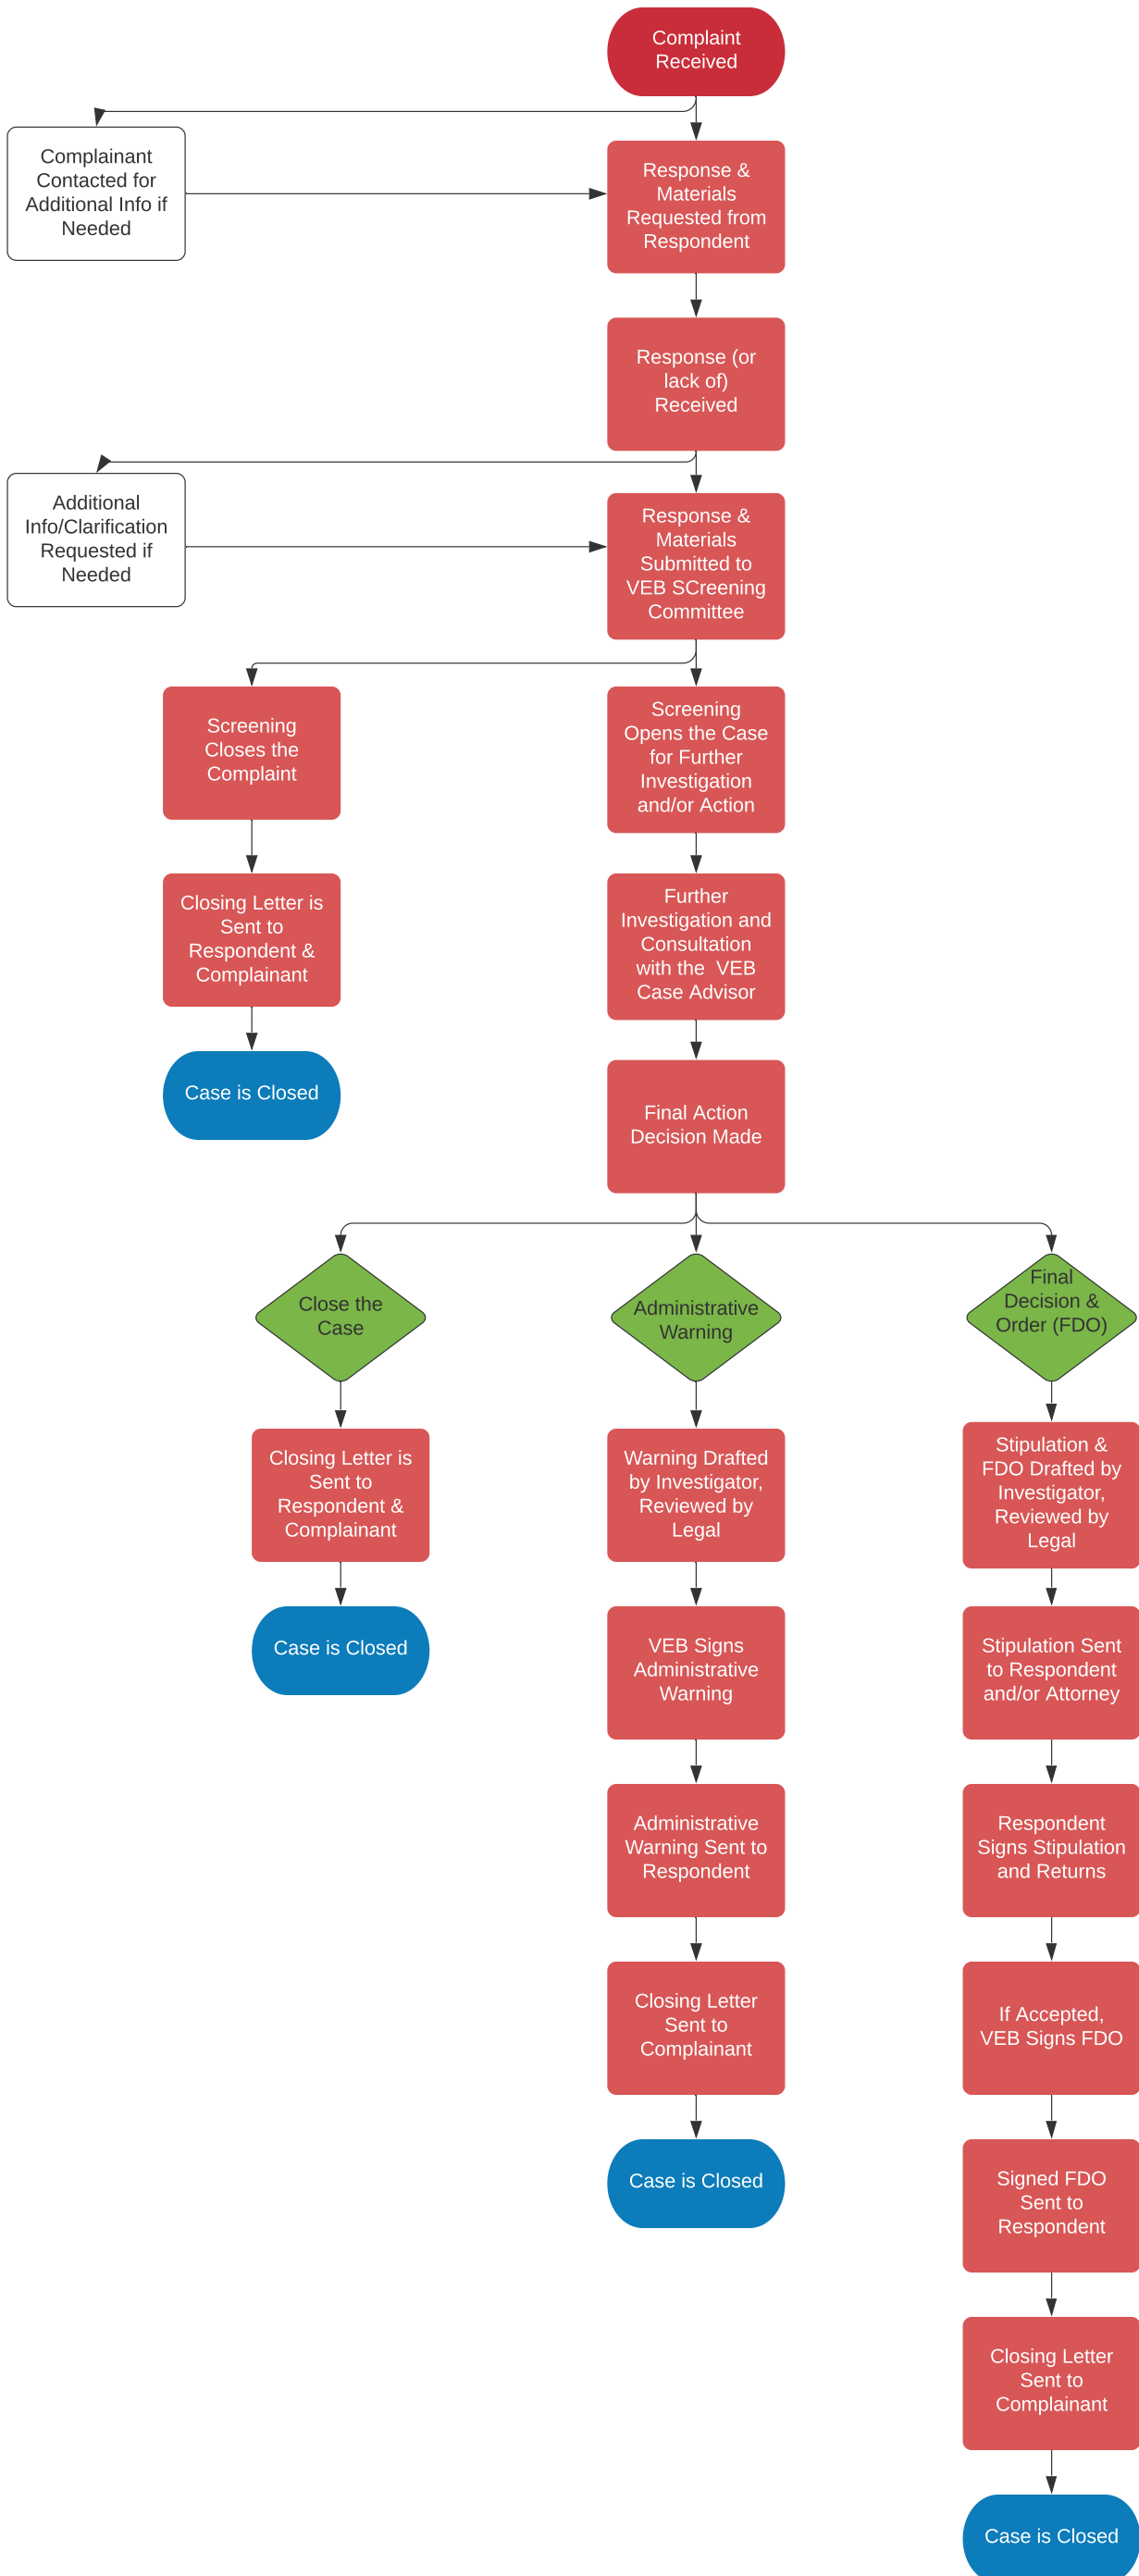 Complaint
Received
Complainant
Contacted for
Additional Info if
Needed
Response &
Materials
Requested from
Respondent
Response (or
lack of)
Received
Additional
Info/Clarification
Requested if
Needed
Response &
Materials
Submitted to
VEB SCreening
Committee
Screening
Closes the
Complaint
Screening
Opens the Case
for Further
Investigation
and/or Action
Closing Letter is
Sent to
Respondent &
Complainant
Further
Investigation and
Consultation
with the  VEB
Case Advisor
Case is Closed
Final Action
Decision Made
Close the
Case
Administrative
Warning
Final
Decision &
Order (FDO)
Closing Letter is
Sent to
Respondent &
Complainant
Warning Drafted
by Investigator,
Reviewed by
Legal
Stipulation &
FDO Drafted by
Investigator,
Reviewed by
Legal
Case is Closed
VEB Signs
Administrative
Warning
Stipulation Sent
to Respondent
and/or Attorney
Administrative
Warning Sent to
Respondent
Respondent
Signs Stipulation
and Returns
Closing Letter
Sent to
Complainant
If Accepted,
VEB Signs FDO
Case is Closed
Signed FDO
Sent to
Respondent
Closing Letter
Sent to
Complainant
Case is Closed